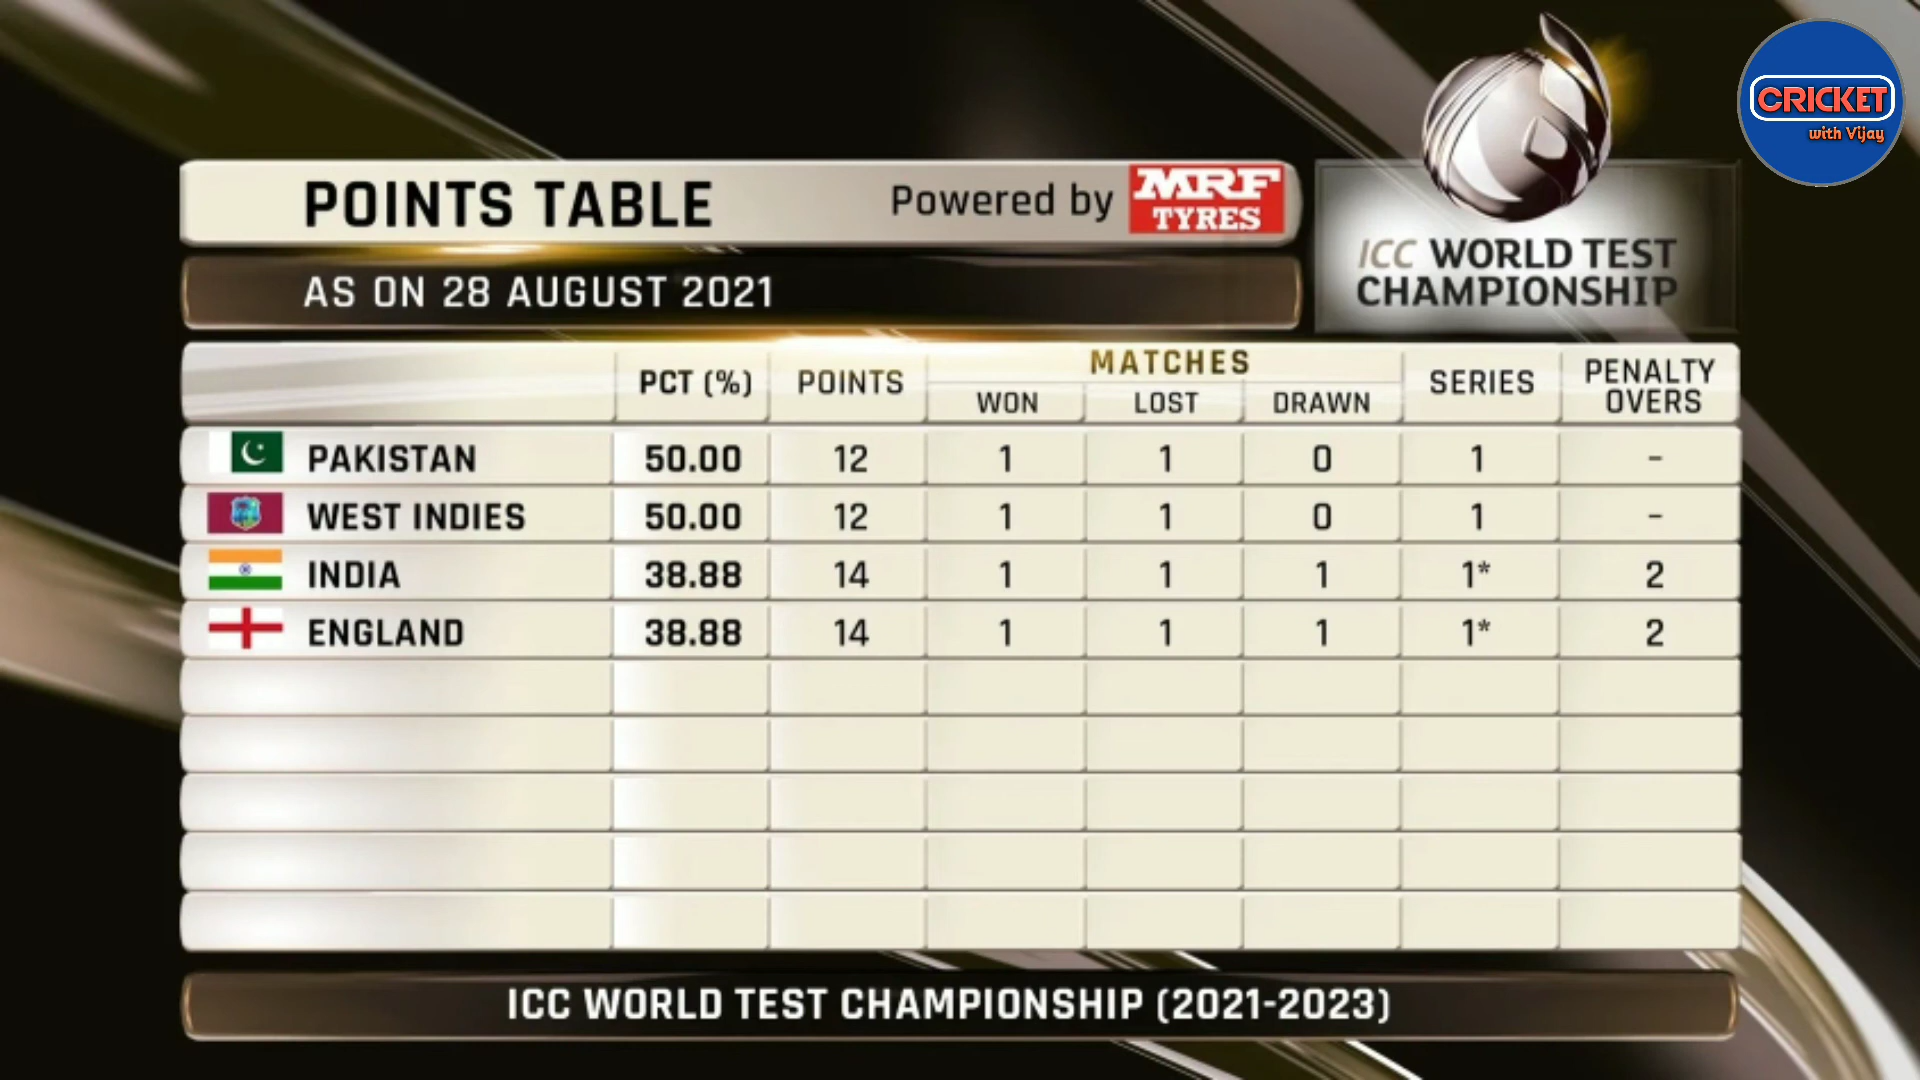 CRICKET
with Vijay
POINTS TABLE Powered by MRF TYRES
AS ON 28 AUGUST 2021
ICC WORLD TEST
CHAMPIONSHIP
PCT (%) POINTS MATCHES WON LOST DRAWN SERIES PENALTY OVERS
PAKISTAN 50.00 12 1 1 0 1 -
WEST INDIES 50.00 12 1 1 0 1 -
INDIA 38.88 14 1 1 1 1* 2
ENGLAND 38.88 14 1 1 1 1* 2
ICC WORLD TEST CHAMPIONSHIP (2021-2023)